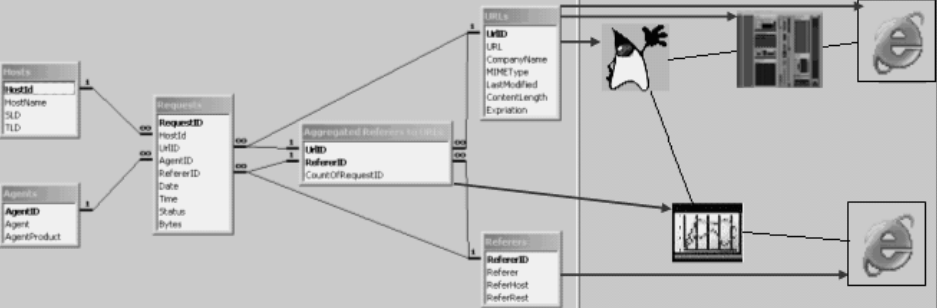 Hosts
HostId
HostName
SLD
TLD
Agents
AgentID
Agent
AgentProduct
Requests
RequestID
HostId
UrlID
AgentID
RefererID
Date
Time
Status
Bytes
Aggregated Referers to URLs
UrlID
RefererID
CountOfRequestID
URLs
UrlID
URL
CompanyName
MIMEType
LastModified
ContentLength
Expriation
Referers
RefererID
Referer
ReferHost
ReferRest
1
∞
∞
1
∞
∞
1
1
∞
∞
1
1